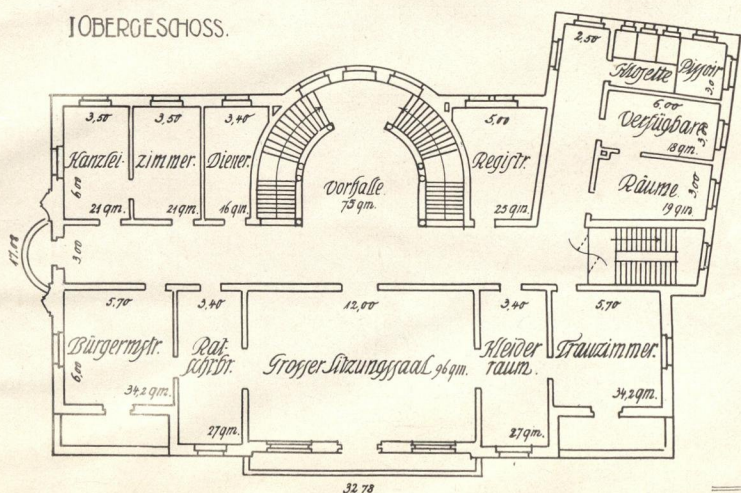 I OBERGESCHOSS.
2,50
Klosette
Pissoir
3,0
6.00
Verfügbare
3,20
18 qm.
Räume.
3,00
19 qm.
3,50
Kanzlei-
6,00
21 qm.
3,50
zimmer.
21 qm.
3,40
Diener.
16 qm.
Vorhalle.
75 qm.
5,00
Registr.
25 qm.
17.08
3,00
5,70
Bürgermstr.
6,00
34,2 qm.
3,40
Rat-
schrbr.
27 qm.
12,00
Grosser Sitzungssaal 96 qm.
3,40
Kleider
raum.
27 qm.
5,70
Trauzimmer.
34,2 qm.
32 78